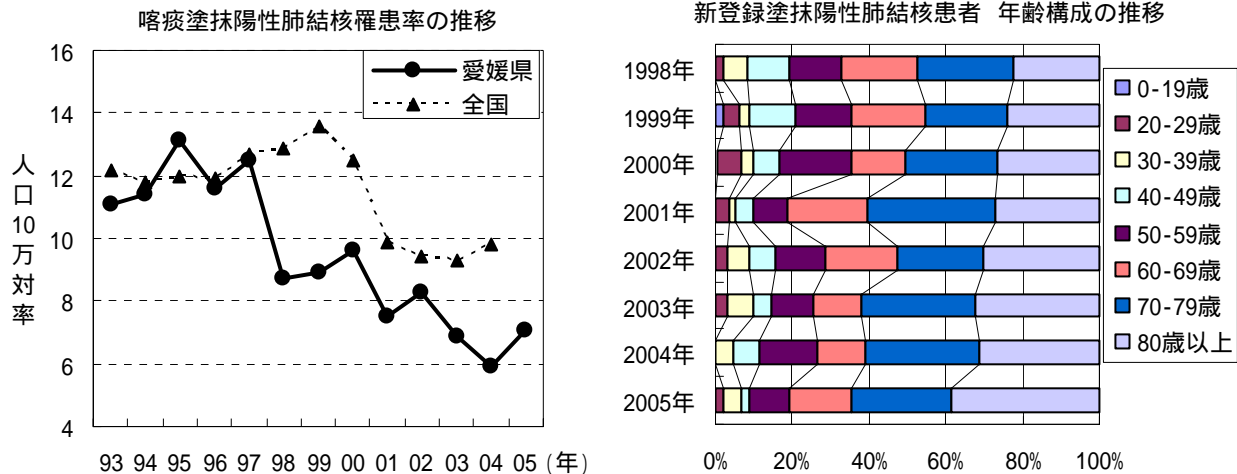 喀痰塗抹陽性肺結核罹患率の推移
16
14
12
10
8
6
4
人口10万対率
愛媛県
全国
93 94 95 96 97 98 99 00 01 02 03 04 05 (年)
新登録塗抹陽性肺結核患者 年齢構成の推移
1998年
1999年
2000年
2001年
2002年
2003年
2004年
2005年
0% 20% 40% 60% 80% 100%
0-19歳
20-29歳
30-39歳
40-49歳
50-59歳
60-69歳
70-79歳
80歳以上